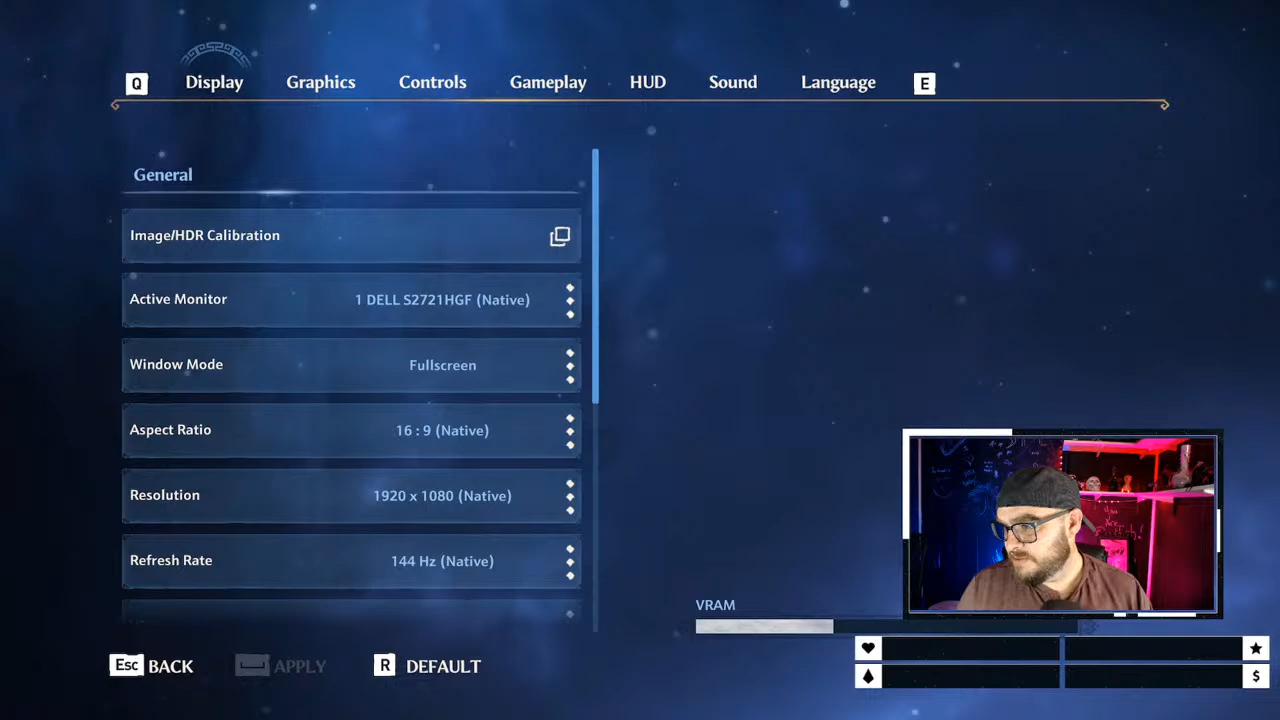 Q Display Graphics Controls Gameplay HUD Sound Language E
General
Image/HDR Calibration
Active Monitor 1 DELL S2721HGF (Native)
Window Mode Fullscreen
Aspect Ratio 16 : 9 (Native)
Resolution 1920 x 1080 (Native)
Refresh Rate 144 Hz (Native)
VRAM
Esc BACK APPLY R DEFAULT
$